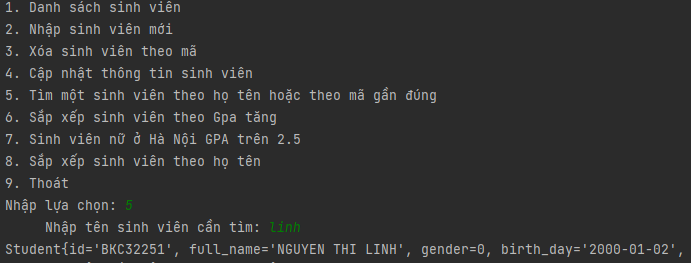 1. Danh sách sinh viên
2. Nhập sinh viên mới
3. Xóa sinh viên theo mã
4. Cập nhật thông tin sinh viên
5. Tìm một sinh viên theo họ tên hoặc theo mã gần đúng
6. Sắp xếp sinh viên theo Gpa tăng
7. Sinh viên nữ ở Hà Nội GPA trên 2.5
8. Sắp xếp sinh viên theo họ tên
9. Thoát
Nhập lựa chọn: 5
Nhập tên sinh viên cần tìm: linh
Student{id='BKC32251', full_name='NGUYEN THI LINH', gender=0, birth_day='2000-01-02',